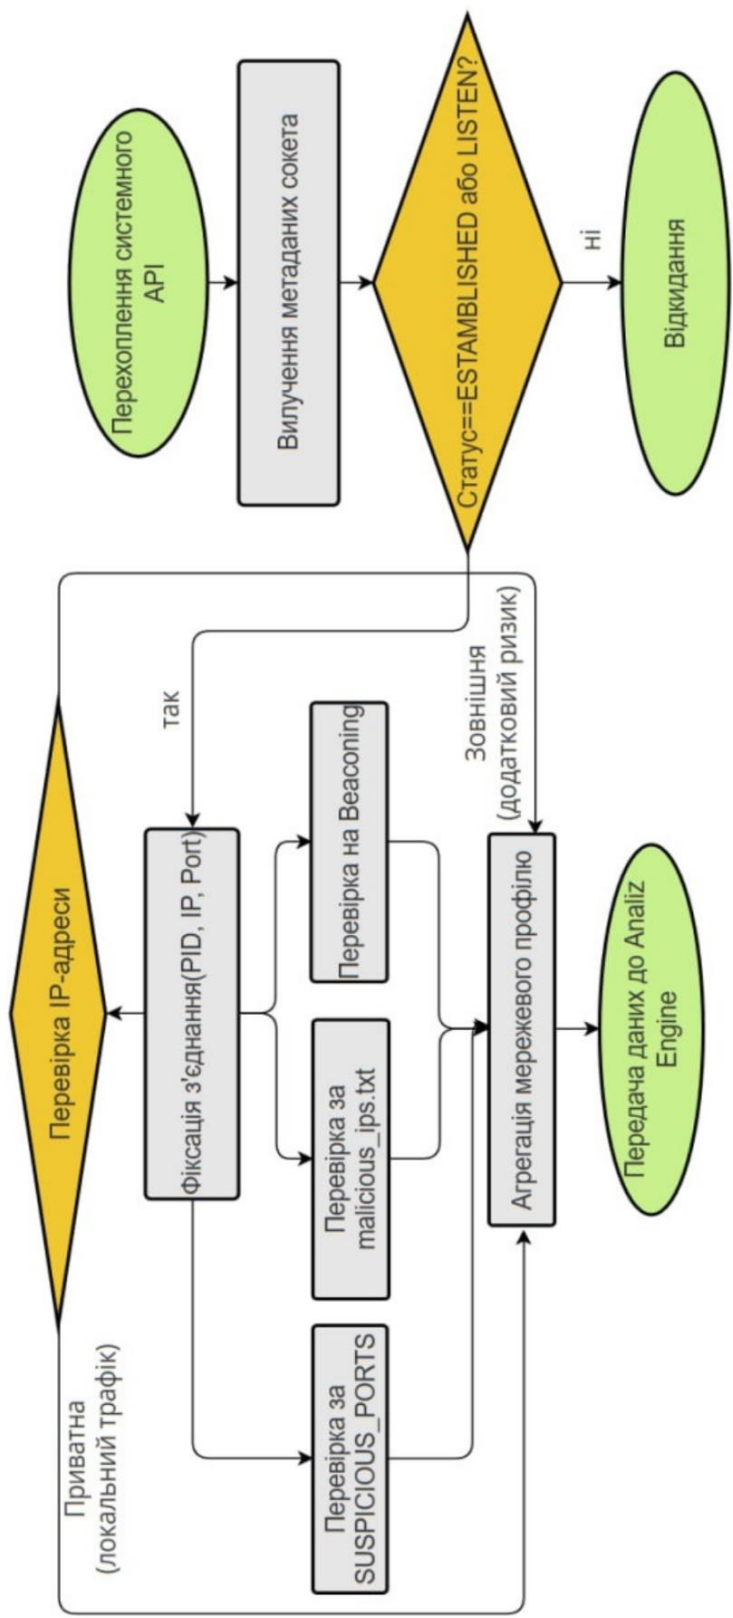 Перехоплення системного
API
Вилучення метаданих сокета
Статус==ESTAMBLISHED або LISTEN?
ні
Відкидання
так
Фіксація з'єднання(PID, IP, Port)
Перевірка IP-адреси
Приватна
(локальний трафік)
Зовнішня
(додатковий ризик)
Перевірка за
SUSPICIOUS_PORTS
Перевірка за
malicious_ips.txt
Перевірка на Beaconing
Агрегація мережевого профілю
Передача даних до Analiz
Engine